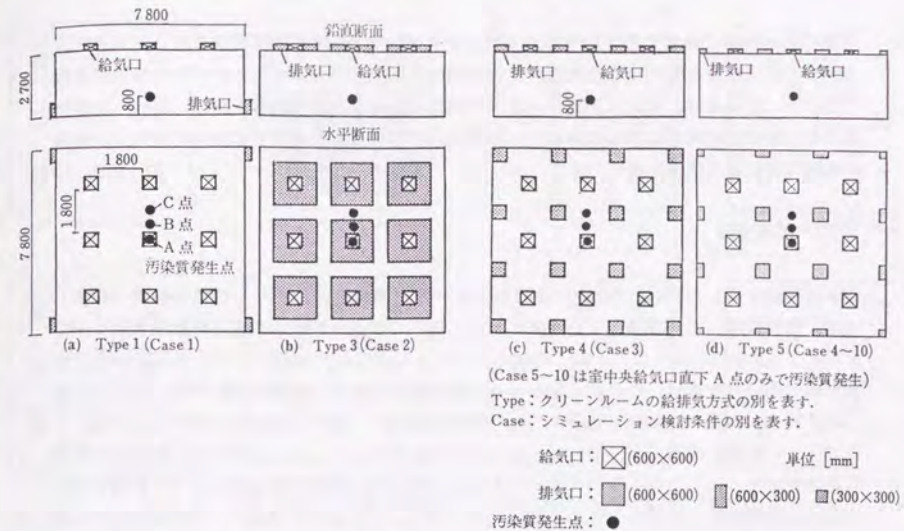 7 800
鉛直断面
給気口
排気口
2 700
800
排気口
給気口
排気口
給気口
800
排気口
給気口
水平断面
7 800
1 800
1 800
C 点
B 点
A 点
汚染質発生点
(a) Type 1 (Case 1)
(b) Type 3 (Case 2)
(c) Type 4 (Case 3)
(d) Type 5 (Case 4~10)
(Case 5~10 は室中央給気口直下 A 点のみで汚染質発生)
Type：クリーンルームの給排気方式の別を表す.
Case：シミュレーション検討条件の別を表す.
給気口：(600×600) 単位 [mm]
排気口：(600×600) (600×300) (300×300)
汚染質発生点：